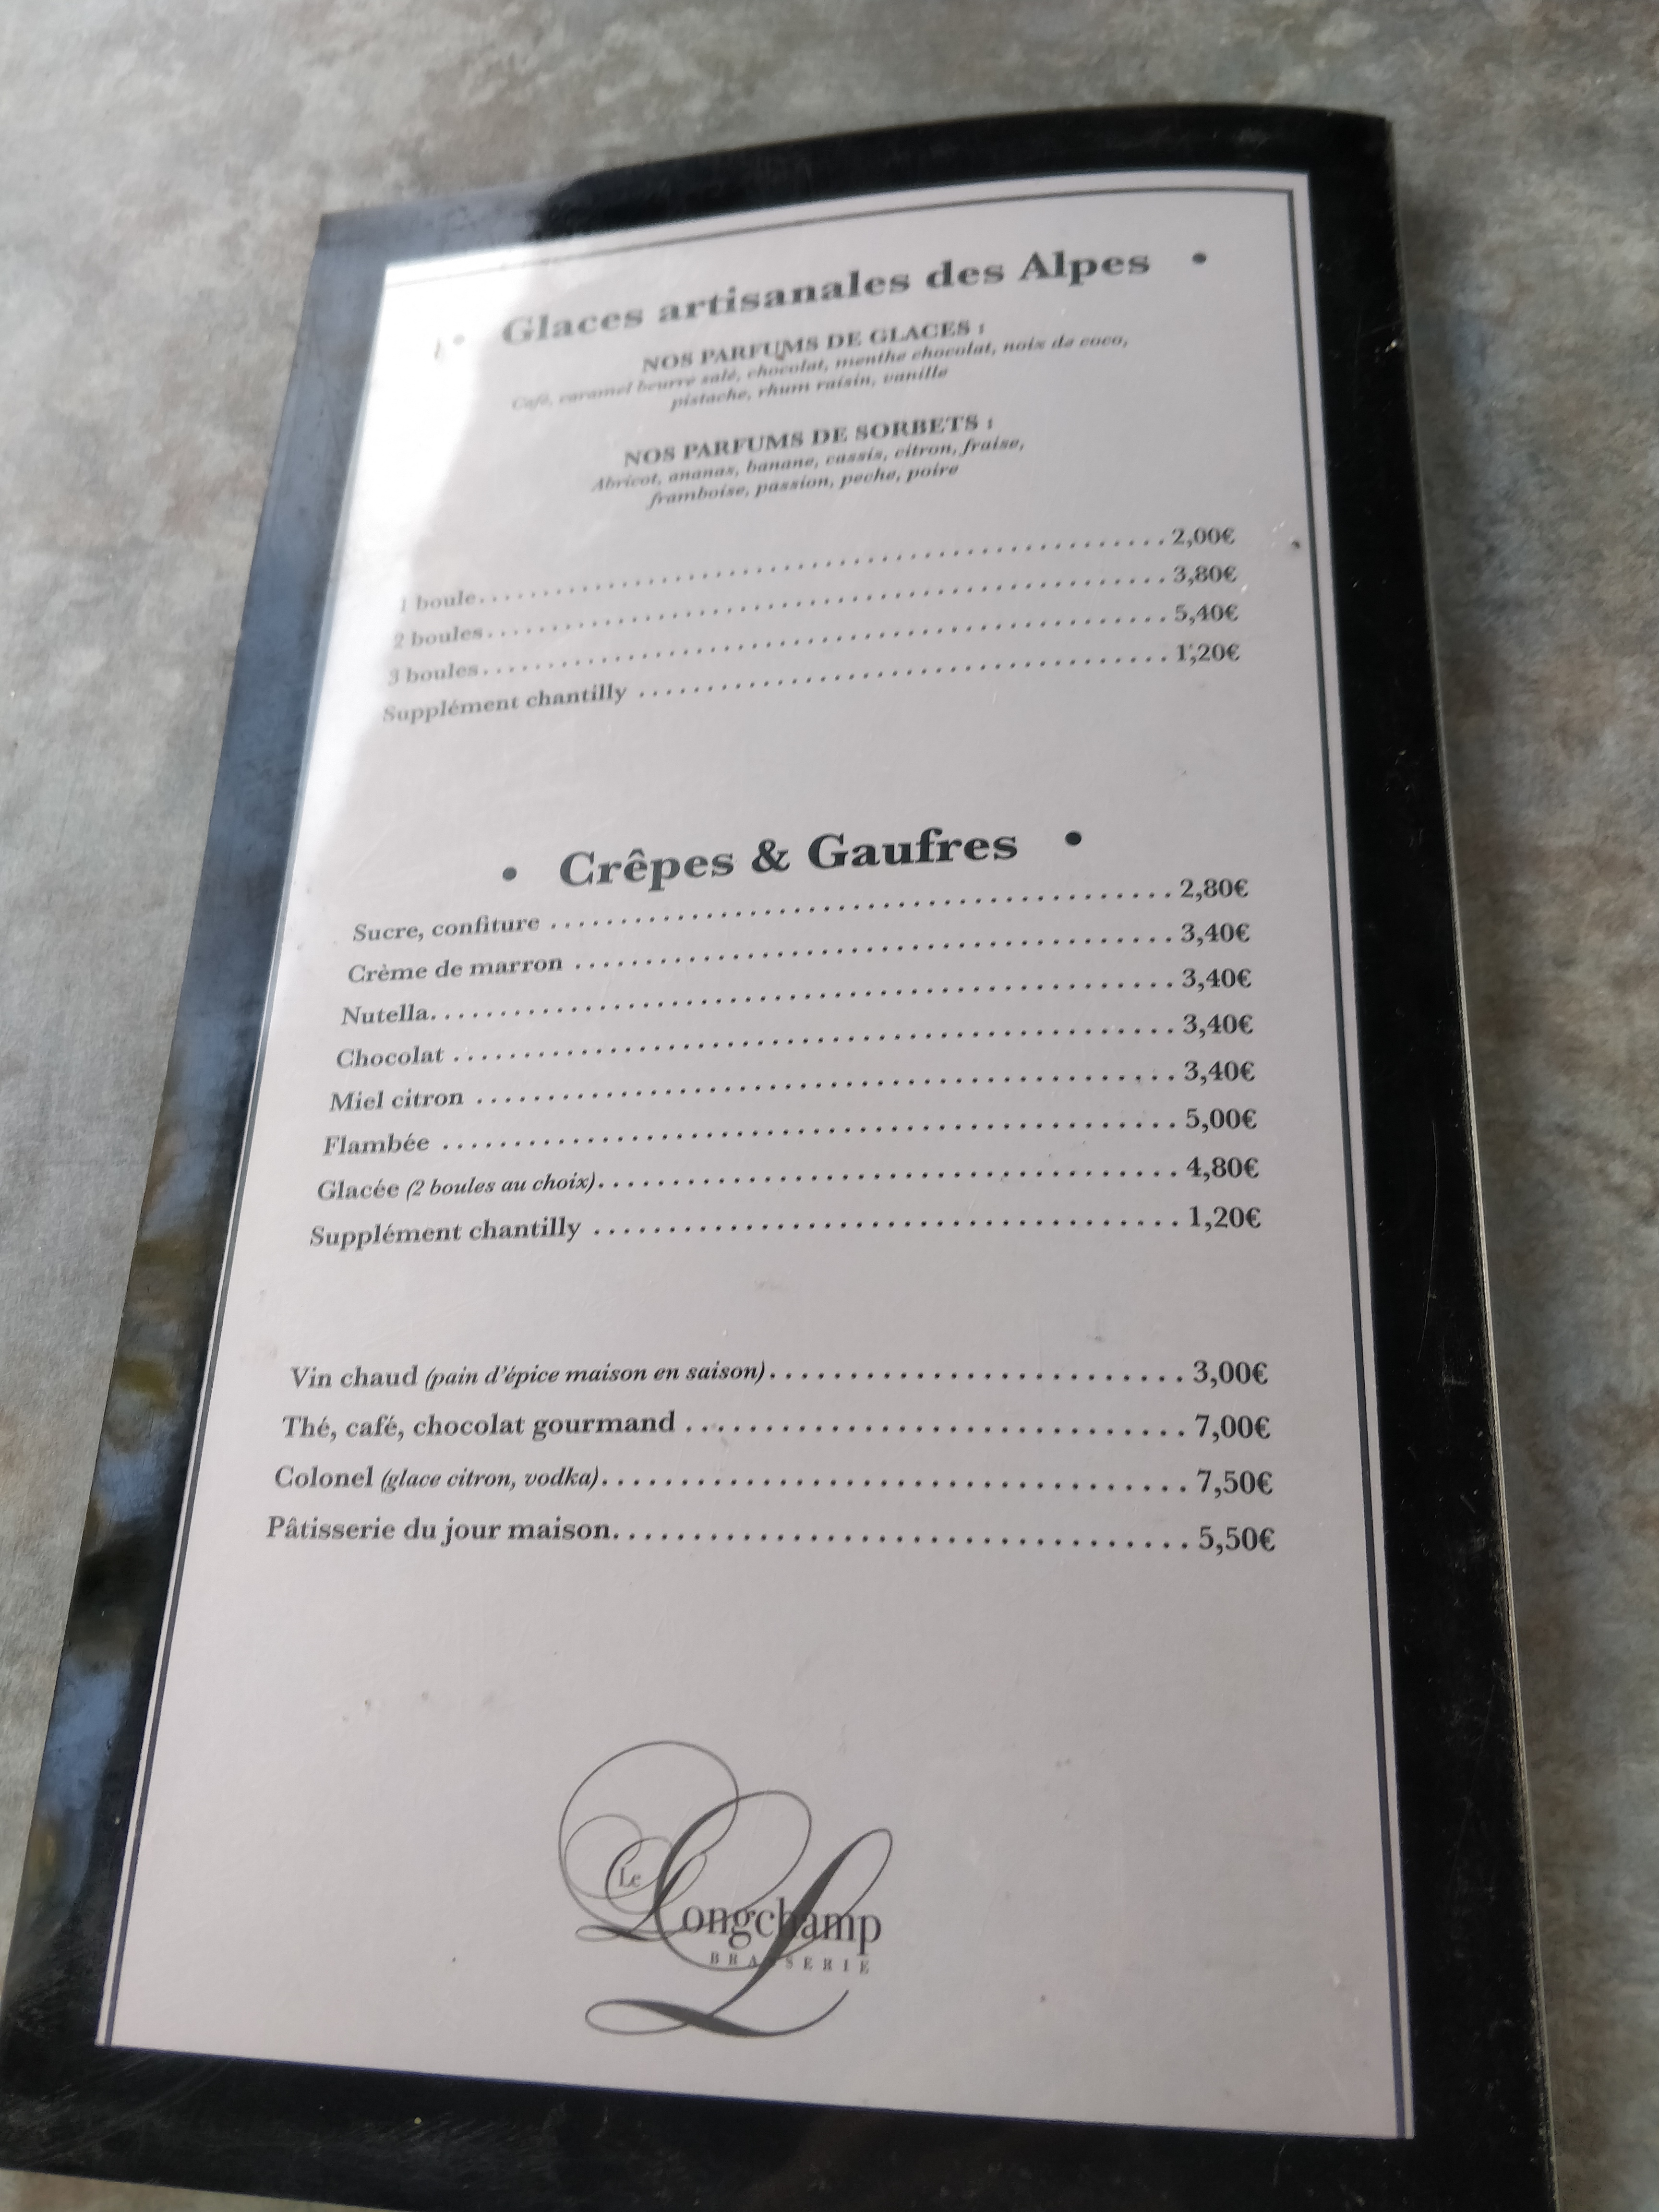 • Glaces artisanales des Alpes •
NOS PARFUMS DE GLACES :
Café, caramel beurre salé, chocolat, menthe chocolat, noix de coco,
pistache, rhum raisin, vanille
NOS PARFUMS DE SORBETS :
Abricot, ananas, banane, cassis, citron, fraise,
framboise, passion, peche, poire
1 boule 2,00€
2 boules 3,80€
3 boules 5,40€
Supplément chantilly 1,20€
• Crêpes & Gaufres •
Sucre, confiture 2,80€
Crème de marron 3,40€
Nutella 3,40€
Chocolat 3,40€
Miel citron 3,40€
Flambée 5,00€
Glacée (2 boules au choix) 4,80€
Supplément chantilly 1,20€
Vin chaud (pain d'épice maison en saison) 3,00€
Thé, café, chocolat gourmand 7,00€
Colonel (glace citron, vodka) 7,50€
Pâtisserie du jour maison 5,50€
Le Longchamp
BRASSERIE